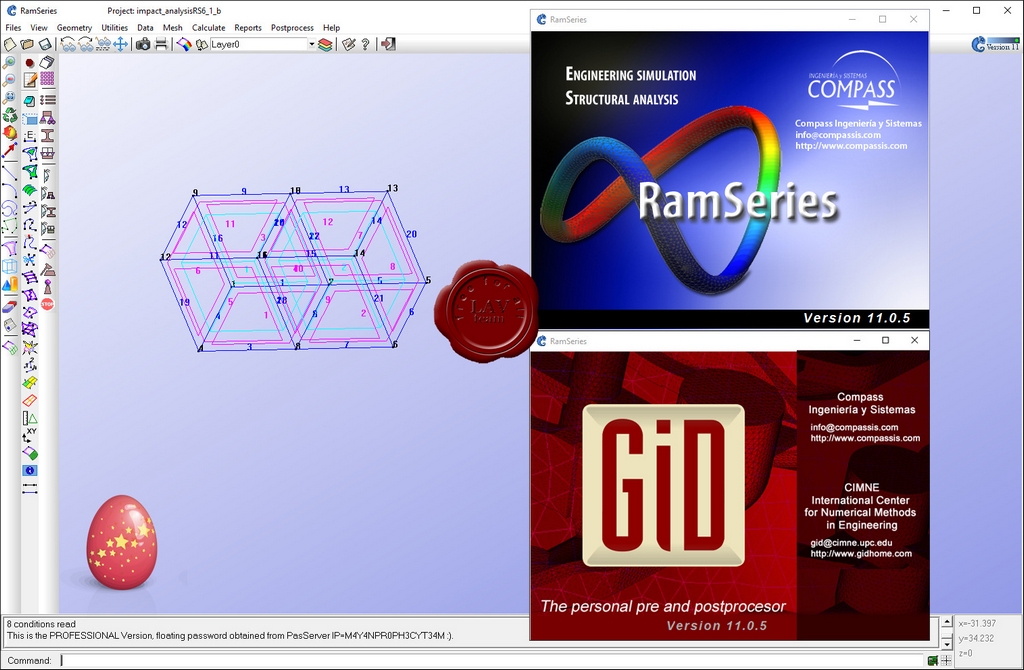 RamSeries
Project: impact_analysisRS6_1_b
Files View Geometry Utilities Data Mesh Calculate Reports Postprocess Help
Layer0
Version 11
RamSeries
ENGINEERING SIMULATION
STRUCTURAL ANALYSIS
INGENIERÍA Y SISTEMAS
COMPASS
Compass Ingeniería y Sistemas
info@compassis.com
http://www.compassis.com
RamSeries
Version 11.0.5
RamSeries
GiD
Compass
Ingeniería y Sistemas
info@compassis.com
http://www.compassis.com
CIMNE
International Center
for Numerical Methods
in Engineering
gid@cimne.upc.edu
http://www.gidhome.com
The personal pre and postprocesor
Version 11.0.5
STOP
XY
9 9 10 13 13
12 11 12 14 20
16 3 22 7
12 11 16 15 14
6 1 2 8
1 1 2 5 5
19 5 28 9 21
4 1 8 2 6
3 8 7
LAV
team
8 conditions read
This is the PROFESSIONAL Version, floating password obtained from PasServer IP=M4Y4NPR0PH3CYT34M :).
Command:
x=-31.397
y=34.232
z=0